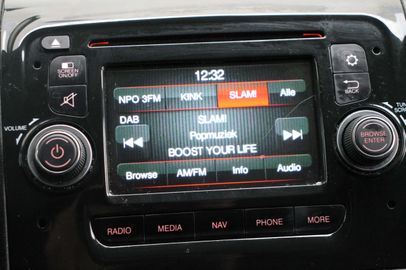 12:32
SCREEN ON/OFF
NPO 3FM KINK SLAM! Alle
BACK
DAB SLAM!
VOLUME
Popmuziek
BROWSE ENTER
BOOST YOUR LIFE
Browse AM/FM Info Audio
RADIO MEDIA NAV PHONE MORE